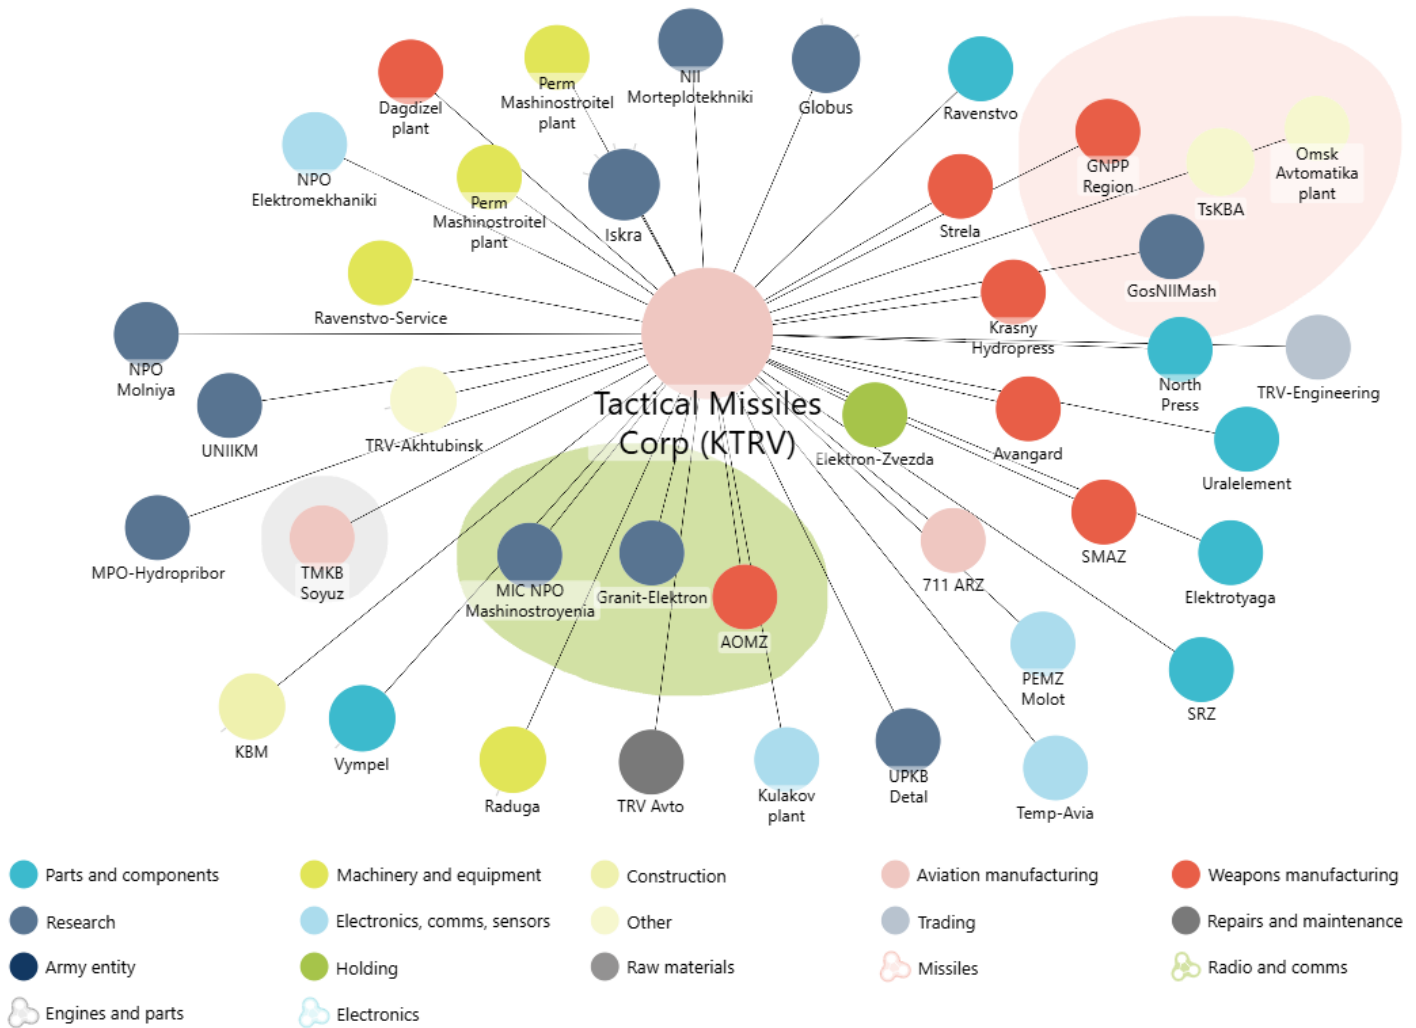 NII
Morteplotekhniki
Globus
Dagdizel
plant
Perm
Mashinostroitel
plant
Ravenstvo
NPO
Elektromekhaniki
Perm
Mashinostroitel
plant
Iskra
Strela
GNPP
Region
TsKBA
Omsk
Avtomatika
plant
GosNIIMash
Ravenstvo-Service
Krasny
Hydropress
NPO
Molniya
North
Press
TRV-Engineering
Tactical Missiles
Corp (KTRV)
UNIIKM
TRV-Akhtubinsk
Elektron-Zvezda
Avangard
Uralelement
MPO-Hydropribor
TMKB
Soyuz
MIC NPO
Mashinostroyenia
Granit-Elektron
AOMZ
711 ARZ
SMAZ
Elektrotyaga
PEMZ
Molot
SRZ
KBM
Vympel
Raduga
TRV Avto
Kulakov
plant
UPKB
Detal
Temp-Avia
Parts and components
Machinery and equipment
Construction
Aviation manufacturing
Weapons manufacturing
Research
Electronics, comms, sensors
Other
Trading
Repairs and maintenance
Army entity
Holding
Raw materials
Missiles
Radio and comms
Engines and parts
Electronics